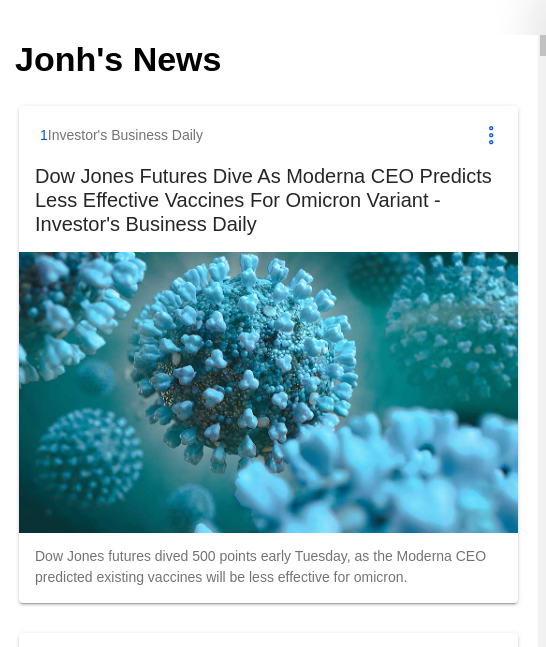 Jonh's News
1Investor's Business Daily
Dow Jones Futures Dive As Moderna CEO Predicts
Less Effective Vaccines For Omicron Variant -
Investor's Business Daily
Dow Jones futures dived 500 points early Tuesday, as the Moderna CEO
predicted existing vaccines will be less effective for omicron.